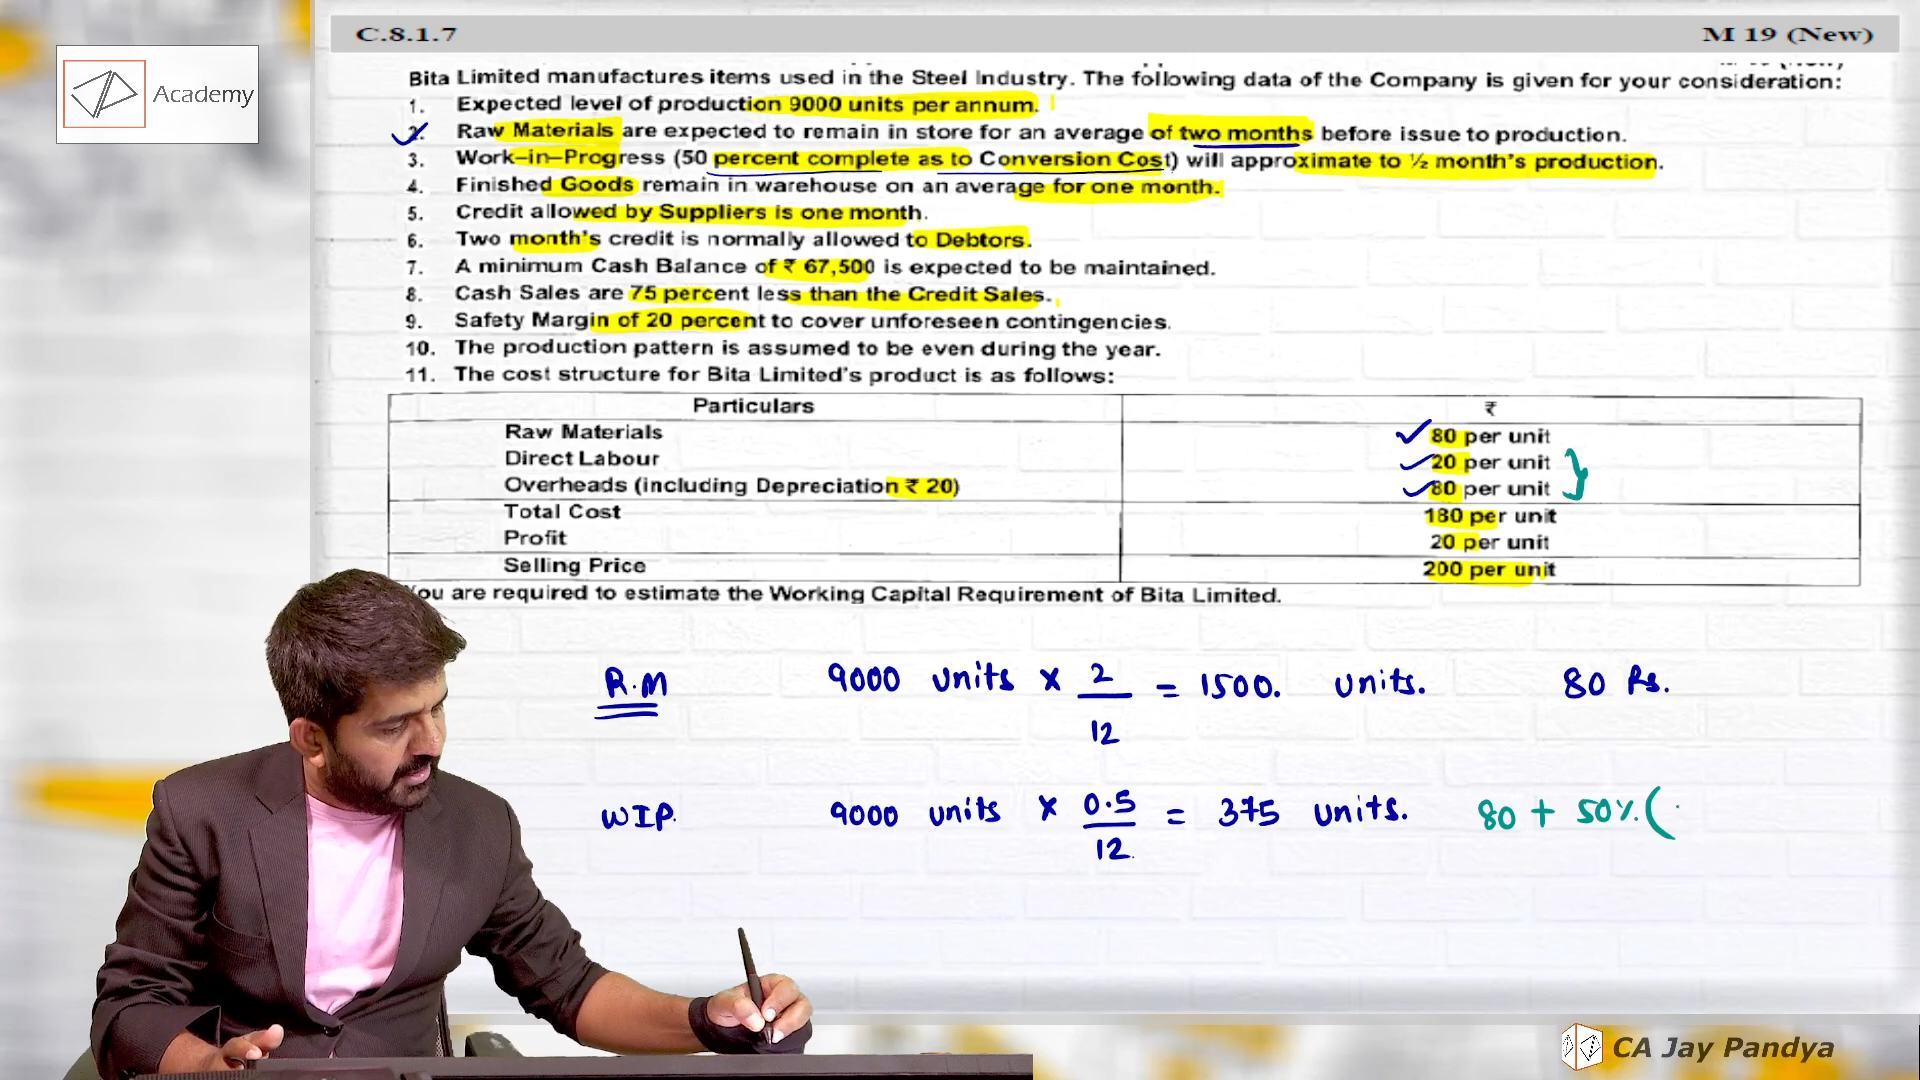 C.8.1.7 M 19 (New)
Academy
Bita Limited manufactures items used in the Steel Industry. The following data of the Company is given for your consideration:
1. Expected level of production 9000 units per annum.
2. Raw Materials are expected to remain in store for an average of two months before issue to production.
3. Work–in–Progress (50 percent complete as to Conversion Cost) will approximate to ½ month's production.
4. Finished Goods remain in warehouse on an average for one month.
5. Credit allowed by Suppliers is one month.
6. Two month's credit is normally allowed to Debtors.
7. A minimum Cash Balance of ₹ 67,500 is expected to be maintained.
8. Cash Sales are 75 percent less than the Credit Sales.
9. Safety Margin of 20 percent to cover unforeseen contingencies.
10. The production pattern is assumed to be even during the year.
11. The cost structure for Bita Limited's product is as follows:
Particulars ₹
Raw Materials 80 per unit
Direct Labour 20 per unit
Overheads (including Depreciation ₹ 20) 80 per unit
Total Cost 180 per unit
Profit 20 per unit
Selling Price 200 per unit
You are required to estimate the Working Capital Requirement of Bita Limited.
R.M 9000 units × 2/12 = 1500. units. 80 Rs.
WIP. 9000 units × 0.5/12 = 375 units. 80 + 50%(
CA Jay Pandya